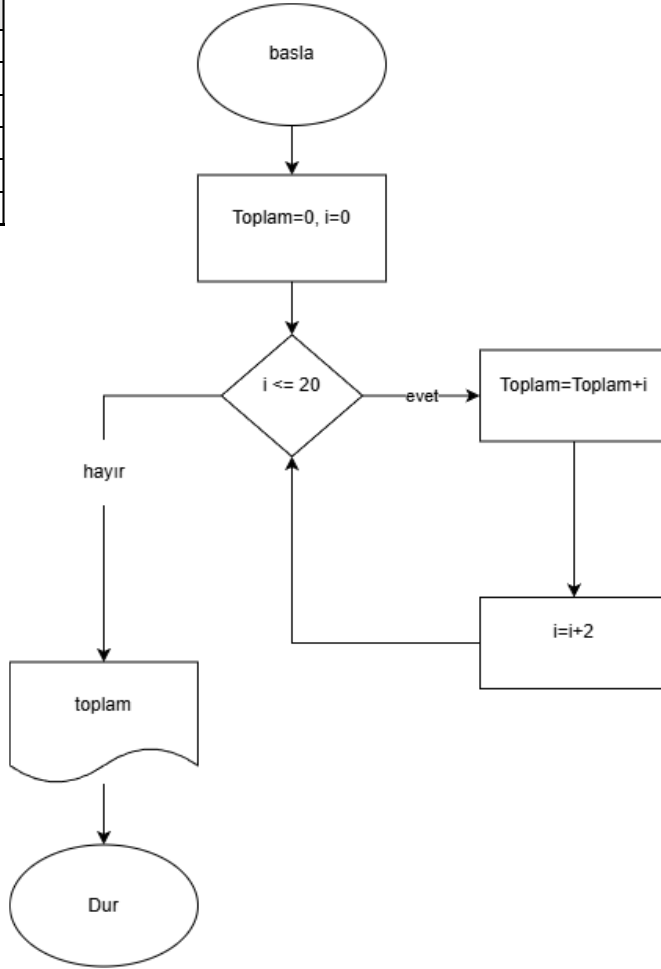 basla
Toplam=0, i=0
i <= 20
evet
Toplam=Toplam+i
hayır
i=i+2
toplam
Dur